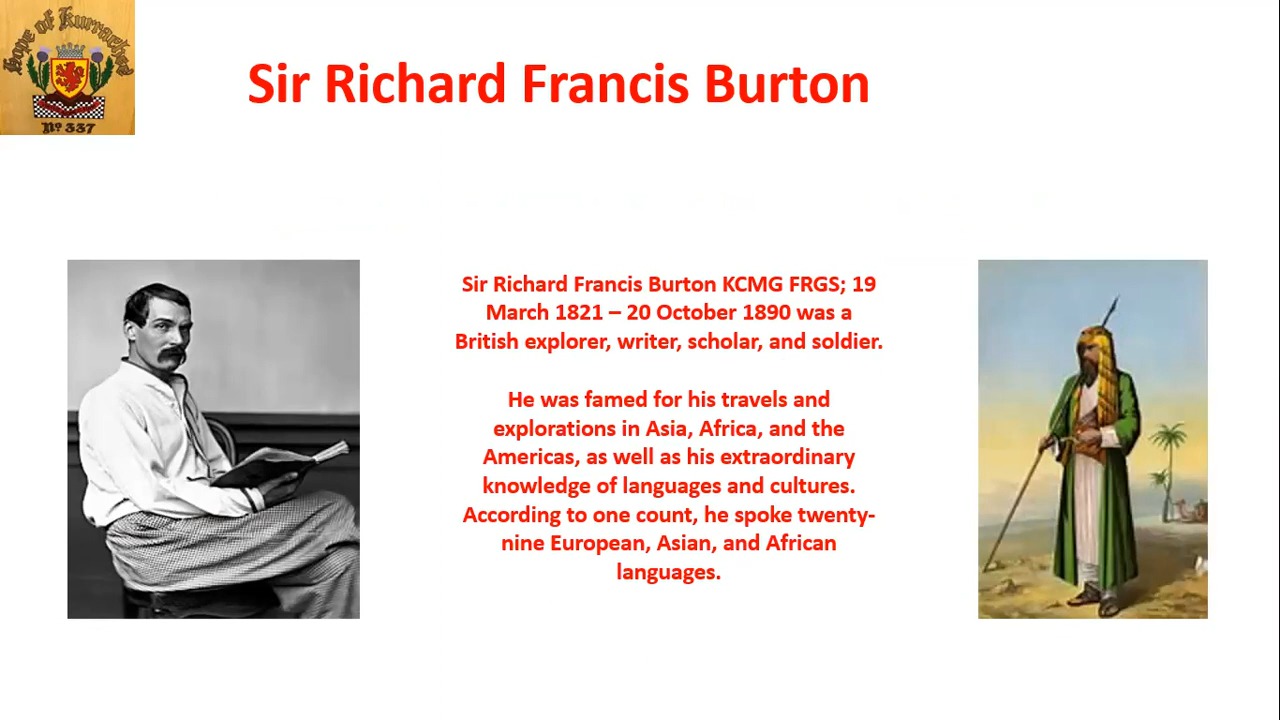 Hope of Kurrachee
No 337
Sir Richard Francis Burton
Sir Richard Francis Burton KCMG FRGS; 19
March 1821 – 20 October 1890 was a
British explorer, writer, scholar, and soldier.
He was famed for his travels and
explorations in Asia, Africa, and the
Americas, as well as his extraordinary
knowledge of languages and cultures.
According to one count, he spoke twenty-
nine European, Asian, and African
languages.